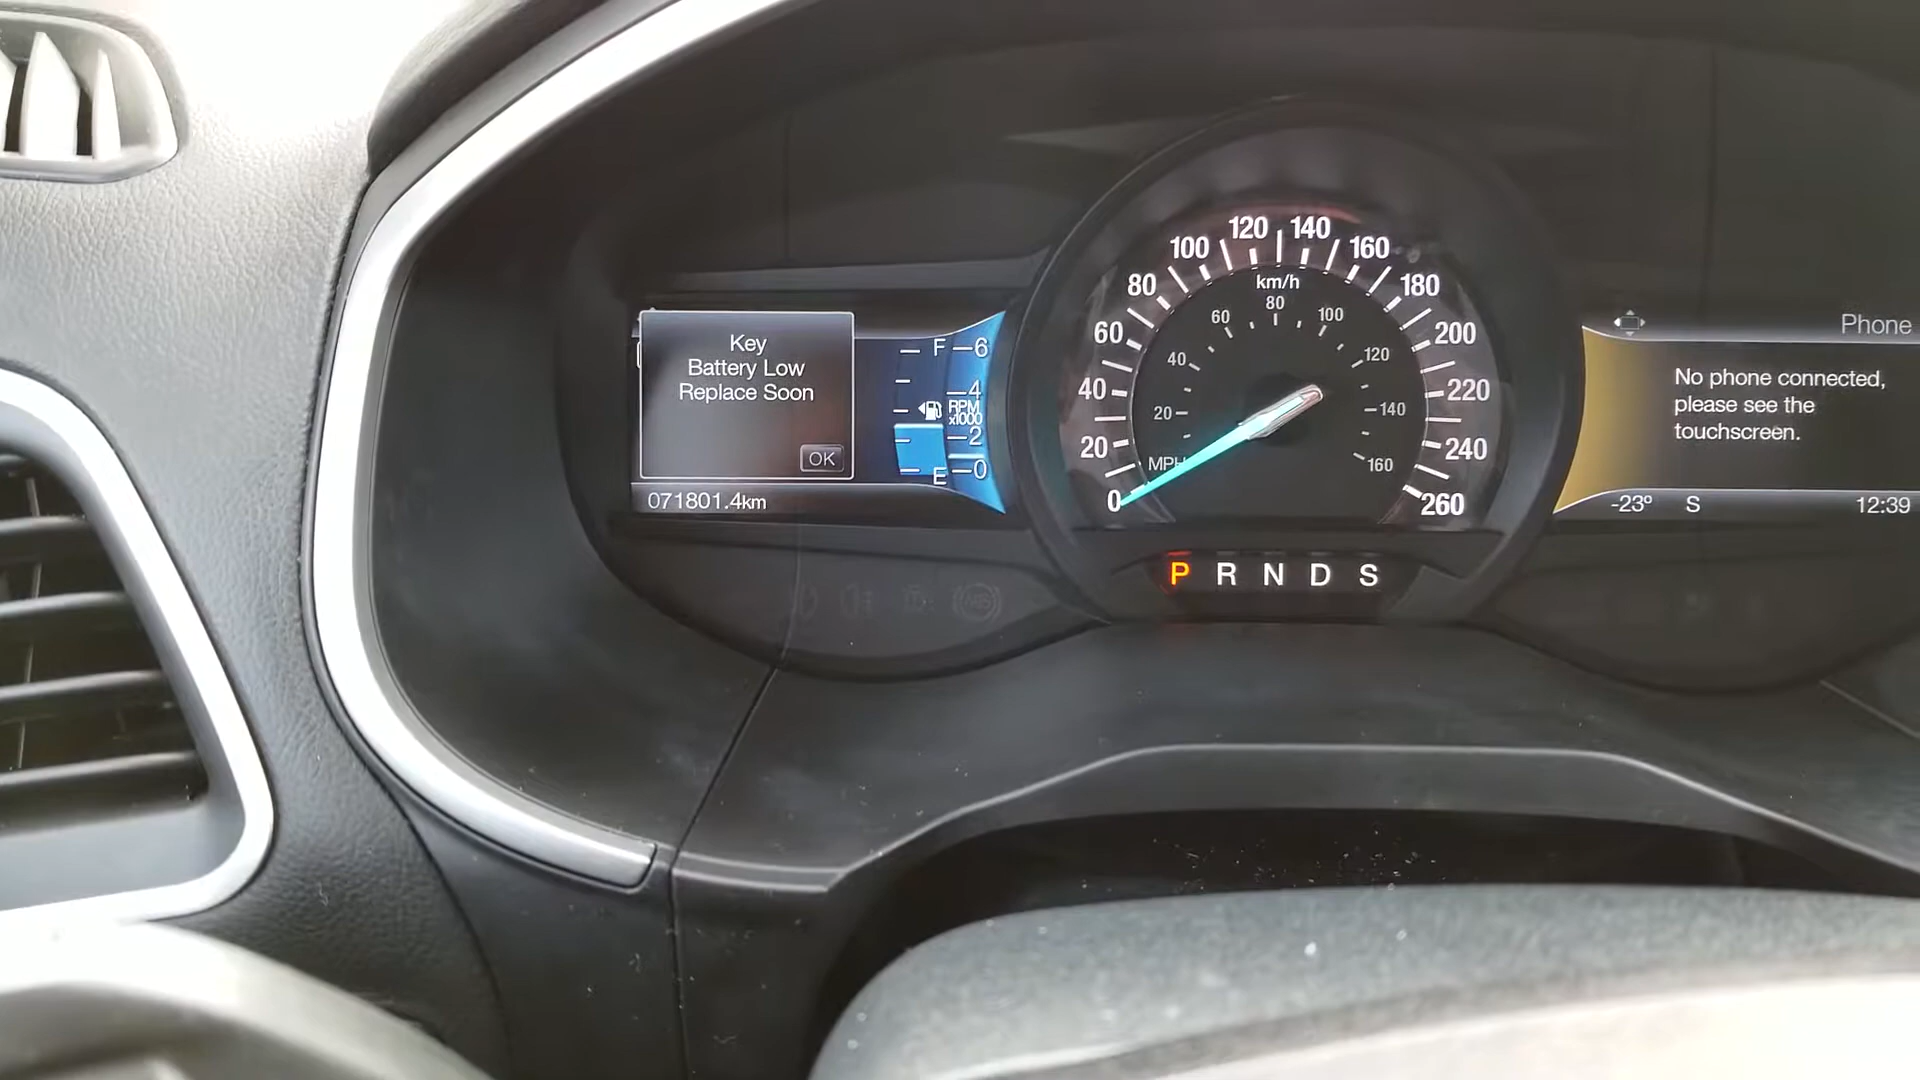 Key
Battery Low
Replace Soon
OK
071801.4km
F
E
6
4
RPM
x1000
2
0
0
20
40
60
80
100
120
140
160
180
200
220
240
260
km/h
20
40
60
80
100
120
140
160
MPH
P R N D S
Phone
No phone connected,
please see the
touchscreen.
-23° S 12:39